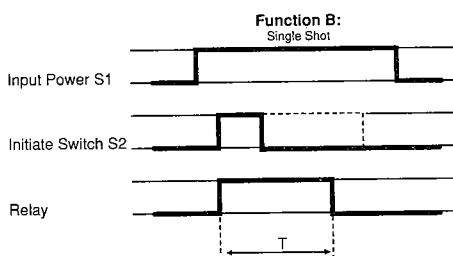 Function B:
Single Shot
Input Power S1
Initiate Switch S2
Relay
T